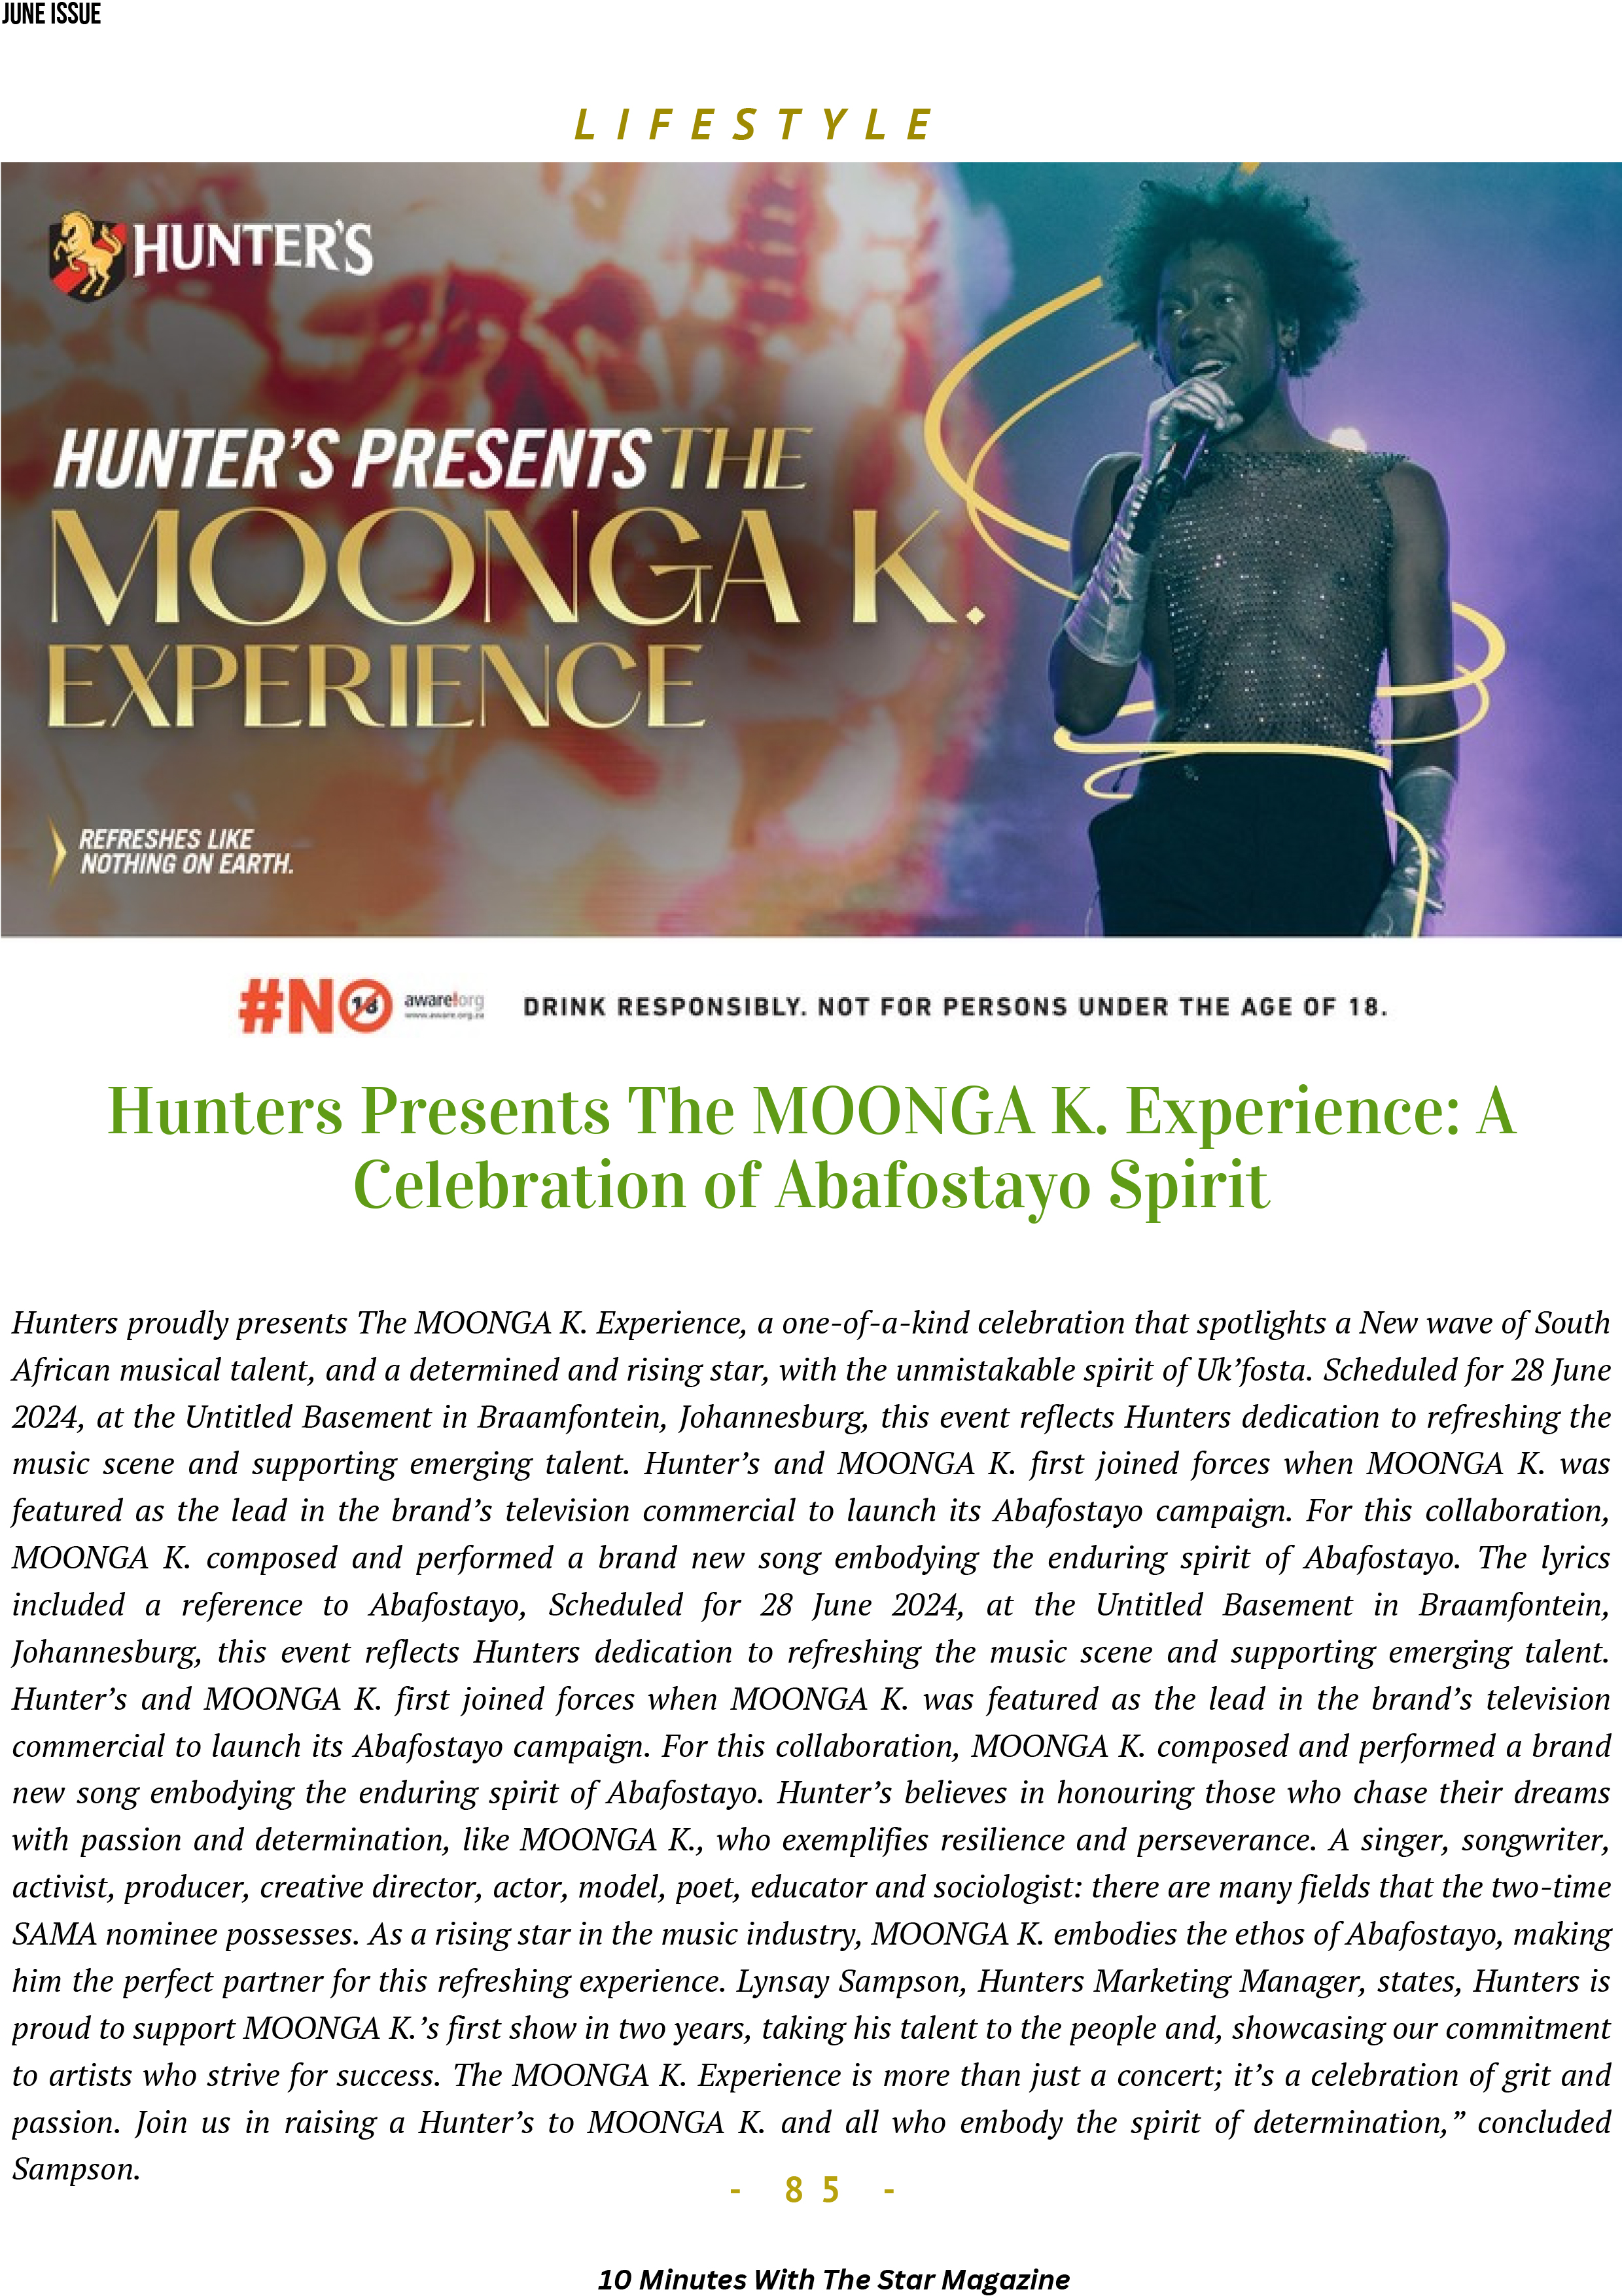 JUNE ISSUE
LIFESTYLE
HUNTER'S
HUNTER'S PRESENTS THE
MOONGA K.
EXPERIENCE
REFRESHES LIKE
NOTHING ON EARTH.
#NO 18 aware!org
www.aware.org.za
DRINK RESPONSIBLY. NOT FOR PERSONS UNDER THE AGE OF 18.
Hunters Presents The MOONGA K. Experience: A
Celebration of Abafostayo Spirit
Hunters proudly presents The MOONGA K. Experience, a one-of-a-kind celebration that spotlights a New wave of South
African musical talent, and a determined and rising star, with the unmistakable spirit of Uk’fosta. Scheduled for 28 June
2024, at the Untitled Basement in Braamfontein, Johannesburg, this event reflects Hunters dedication to refreshing the
music scene and supporting emerging talent. Hunter’s and MOONGA K. first joined forces when MOONGA K. was
featured as the lead in the brand’s television commercial to launch its Abafostayo campaign. For this collaboration,
MOONGA K. composed and performed a brand new song embodying the enduring spirit of Abafostayo. The lyrics
included a reference to Abafostayo, Scheduled for 28 June 2024, at the Untitled Basement in Braamfontein,
Johannesburg, this event reflects Hunters dedication to refreshing the music scene and supporting emerging talent.
Hunter’s and MOONGA K. first joined forces when MOONGA K. was featured as the lead in the brand’s television
commercial to launch its Abafostayo campaign. For this collaboration, MOONGA K. composed and performed a brand
new song embodying the enduring spirit of Abafostayo. Hunter’s believes in honouring those who chase their dreams
with passion and determination, like MOONGA K., who exemplifies resilience and perseverance. A singer, songwriter,
activist, producer, creative director, actor, model, poet, educator and sociologist: there are many fields that the two-time
SAMA nominee possesses. As a rising star in the music industry, MOONGA K. embodies the ethos of Abafostayo, making
him the perfect partner for this refreshing experience. Lynsay Sampson, Hunters Marketing Manager, states, Hunters is
proud to support MOONGA K.’s first show in two years, taking his talent to the people and, showcasing our commitment
to artists who strive for success. The MOONGA K. Experience is more than just a concert; it’s a celebration of grit and
passion. Join us in raising a Hunter’s to MOONGA K. and all who embody the spirit of determination,” concluded
Sampson.
- 85 -
10 Minutes With The Star Magazine